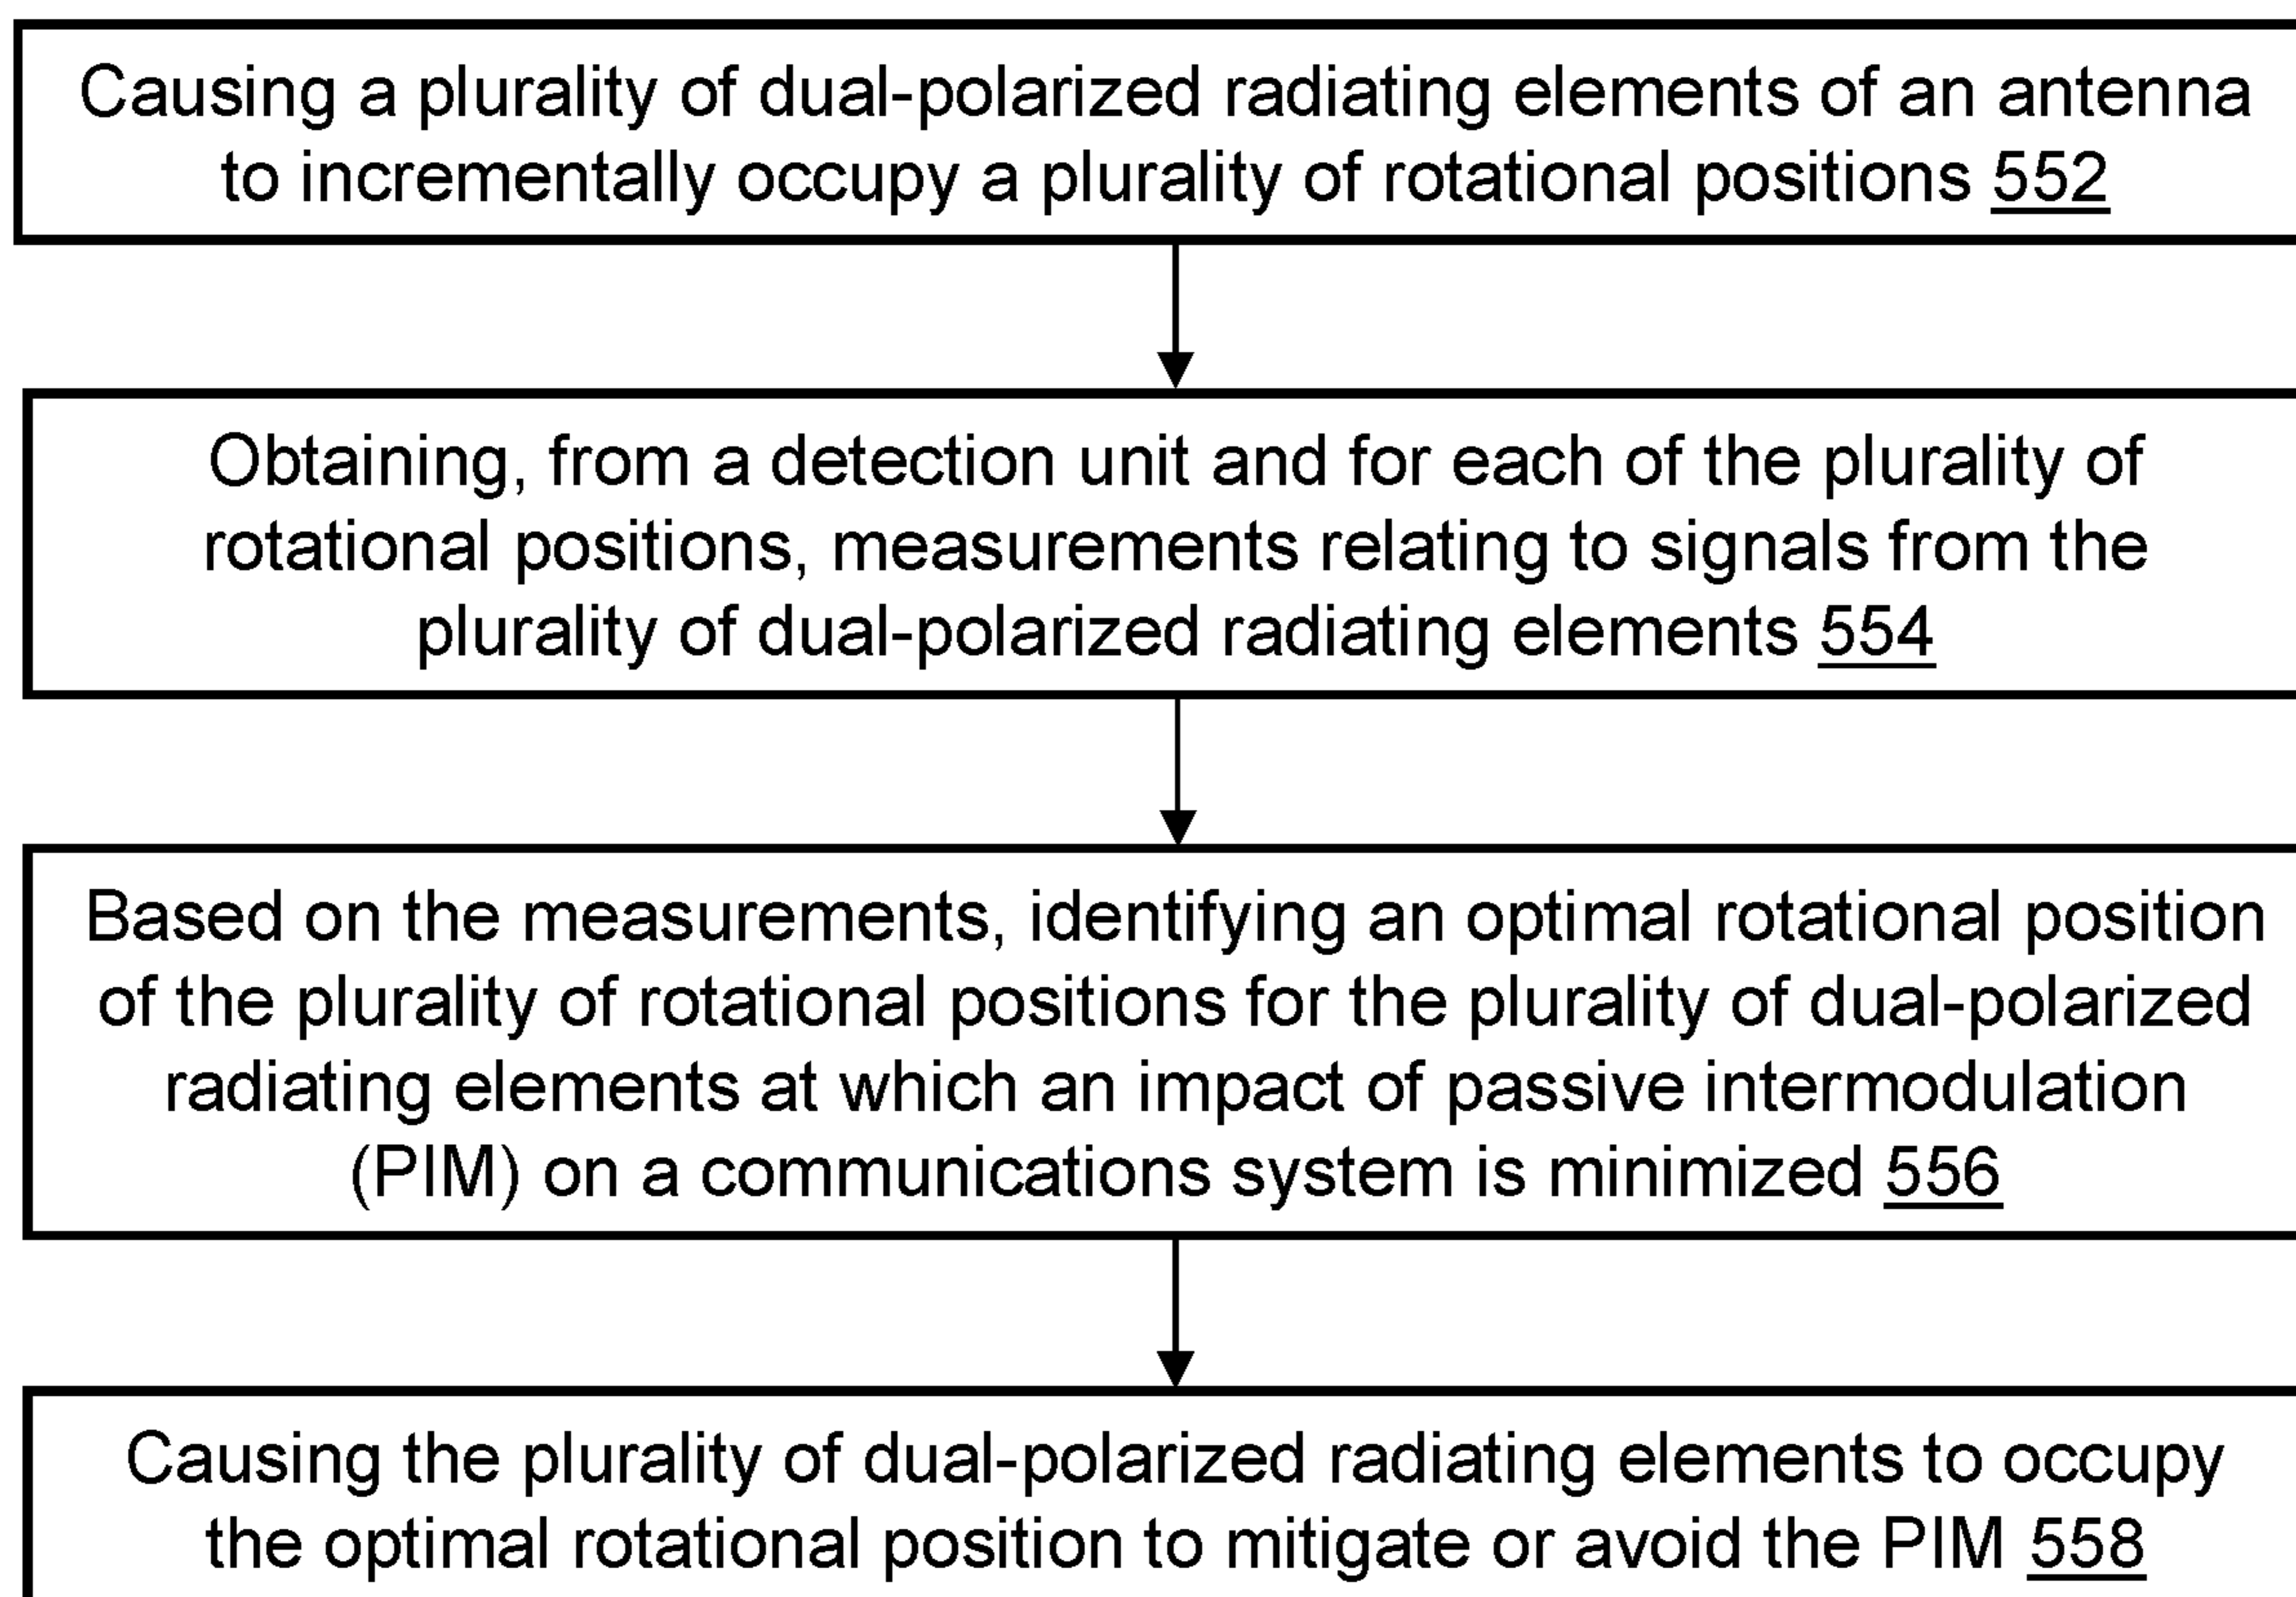 Causing a plurality of dual-polarized radiating elements of an antenna
to incrementally occupy a plurality of rotational positions 552
Obtaining, from a detection unit and for each of the plurality of
rotational positions, measurements relating to signals from the
plurality of dual-polarized radiating elements 554
Based on the measurements, identifying an optimal rotational position
of the plurality of rotational positions for the plurality of dual-polarized
radiating elements at which an impact of passive intermodulation
(PIM) on a communications system is minimized 556
Causing the plurality of dual-polarized radiating elements to occupy
the optimal rotational position to mitigate or avoid the PIM 558